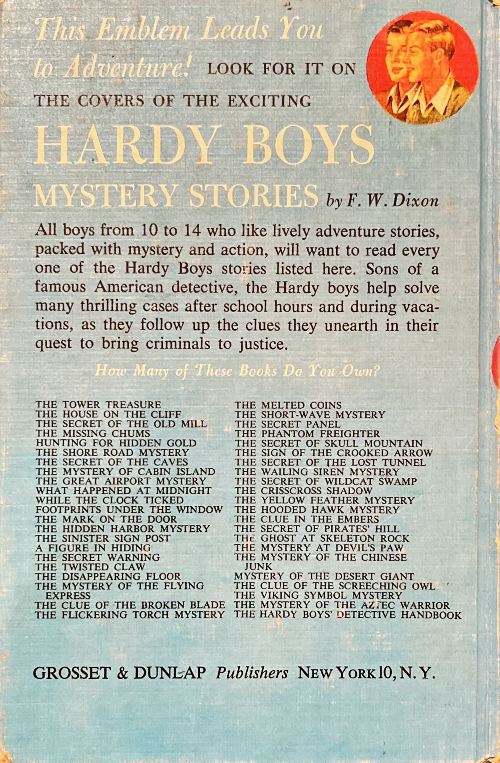 This Emblem Leads You
to Adventure! LOOK FOR IT ON
THE COVERS OF THE EXCITING
HARDY BOYS
MYSTERY STORIES by F. W. Dixon
All boys from 10 to 14 who like lively adventure stories,
packed with mystery and action, will want to read every
one of the Hardy Boys stories listed here. Sons of a
famous American detective, the Hardy boys help solve
many thrilling cases after school hours and during vaca-
tions, as they follow up the clues they unearth in their
quest to bring criminals to justice.
How Many of These Books Do You Own?
THE TOWER TREASURE
THE HOUSE ON THE CLIFF
THE SECRET OF THE OLD MILL
THE MISSING CHUMS
HUNTING FOR HIDDEN GOLD
THE SHORE ROAD MYSTERY
THE SECRET OF THE CAVES
THE MYSTERY OF CABIN ISLAND
THE GREAT AIRPORT MYSTERY
WHAT HAPPENED AT MIDNIGHT
WHILE THE CLOCK TICKED
FOOTPRINTS UNDER THE WINDOW
THE MARK ON THE DOOR
THE HIDDEN HARBOR MYSTERY
THE SINISTER SIGN POST
A FIGURE IN HIDING
THE SECRET WARNING
THE TWISTED CLAW
THE DISAPPEARING FLOOR
THE MYSTERY OF THE FLYING
EXPRESS
THE CLUE OF THE BROKEN BLADE
THE FLICKERING TORCH MYSTERY
THE MELTED COINS
THE SHORT-WAVE MYSTERY
THE SECRET PANEL
THE PHANTOM FREIGHTER
THE SECRET OF SKULL MOUNTAIN
THE SIGN OF THE CROOKED ARROW
THE SECRET OF THE LOST TUNNEL
THE WAILING SIREN MYSTERY
THE SECRET OF WILDCAT SWAMP
THE CRISSCROSS SHADOW
THE YELLOW FEATHER MYSTERY
THE HOODED HAWK MYSTERY
THE CLUE IN THE EMBERS
THE SECRET OF PIRATES' HILL
THE GHOST AT SKELETON ROCK
THE MYSTERY AT DEVIL'S PAW
THE MYSTERY OF THE CHINESE
JUNK
MYSTERY OF THE DESERT GIANT
THE CLUE OF THE SCREECHING OWL
THE VIKING SYMBOL MYSTERY
THE MYSTERY OF THE AZTEC WARRIOR
THE HARDY BOYS' DETECTIVE HANDBOOK
GROSSET & DUNLAP Publishers NEW YORK 10, N. Y.